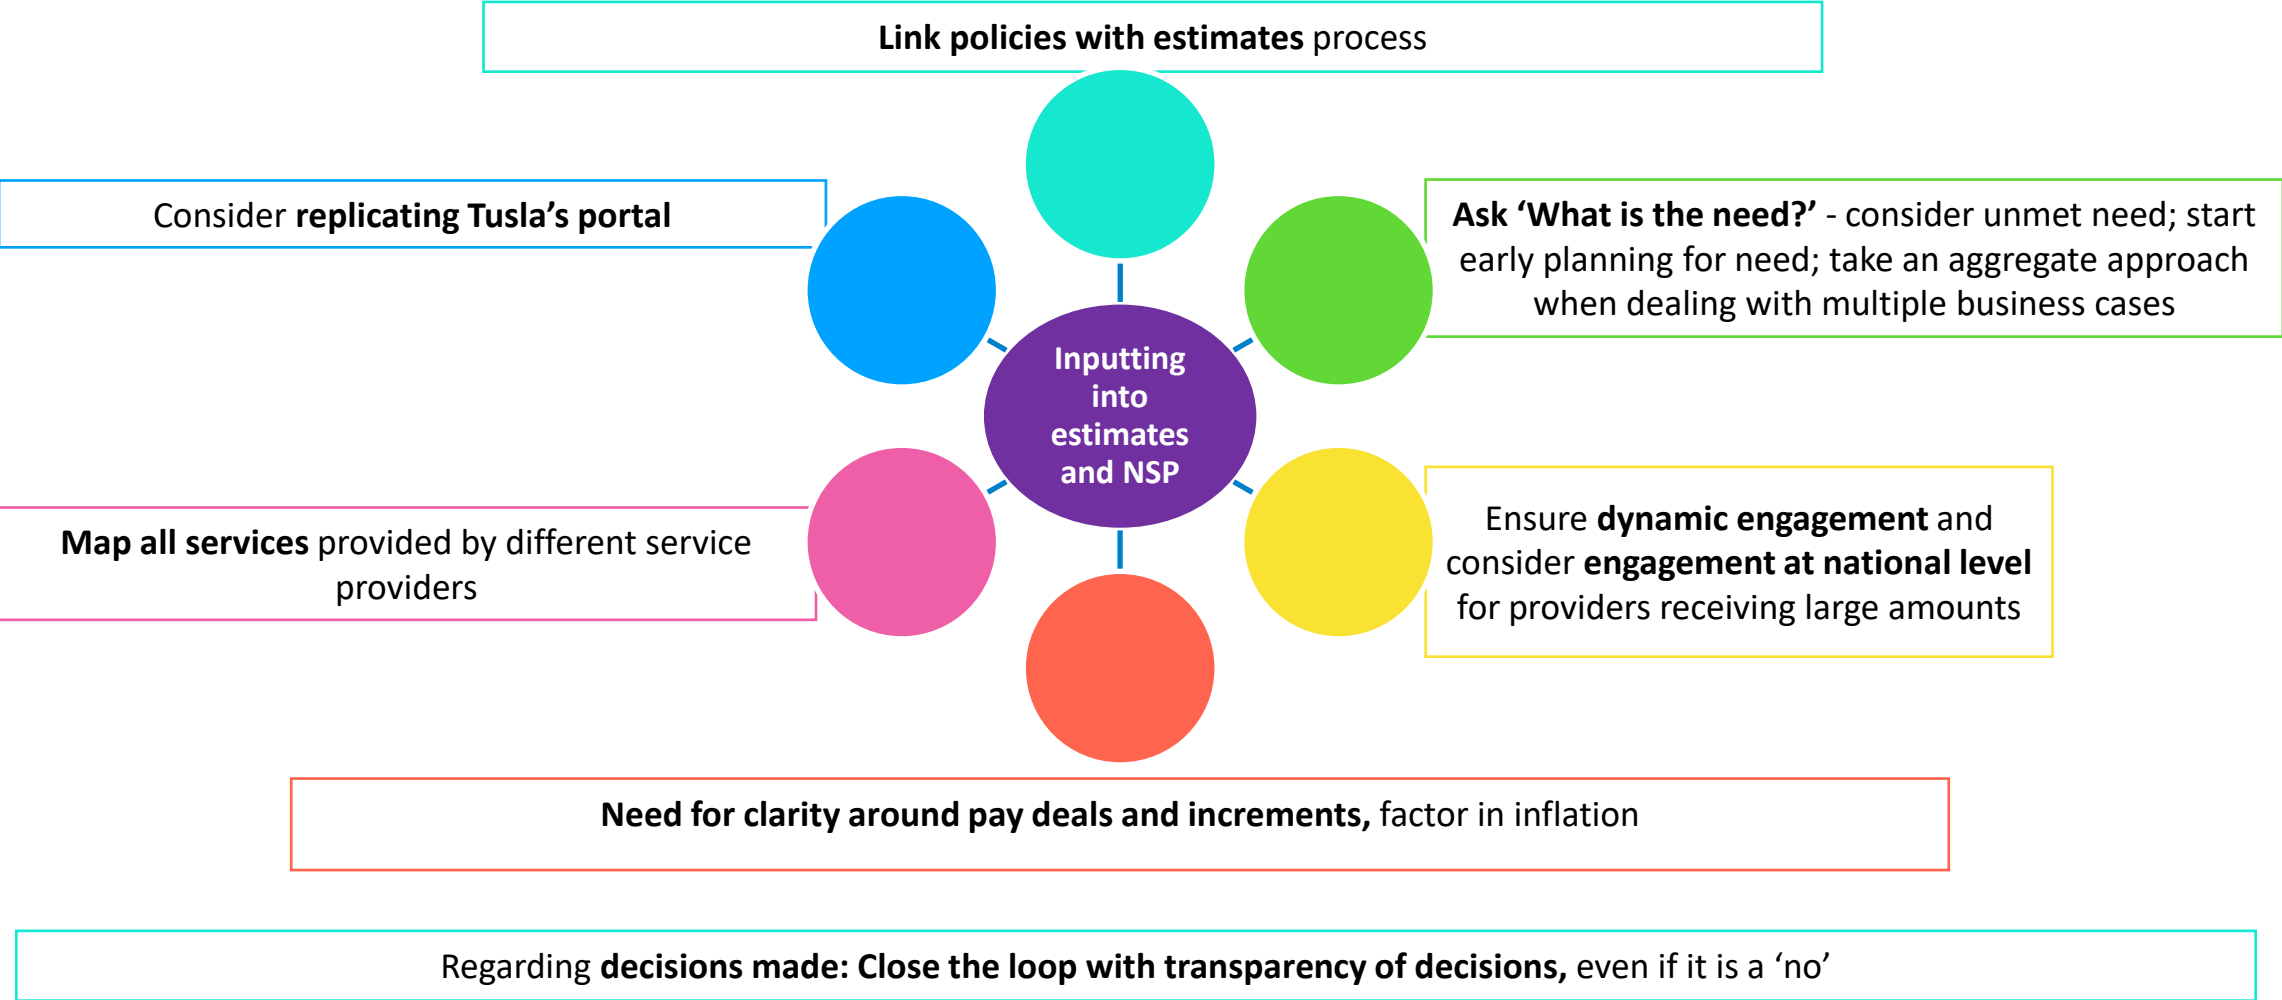 Link policies with estimates process
Consider replicating Tusla’s portal
Ask ‘What is the need?’ - consider unmet need; start
early planning for need; take an aggregate approach
when dealing with multiple business cases
Inputting
into
estimates
and NSP
Map all services provided by different service
providers
Ensure dynamic engagement and
consider engagement at national level
for providers receiving large amounts
Need for clarity around pay deals and increments, factor in inflation
Regarding decisions made: Close the loop with transparency of decisions, even if it is a ‘no’